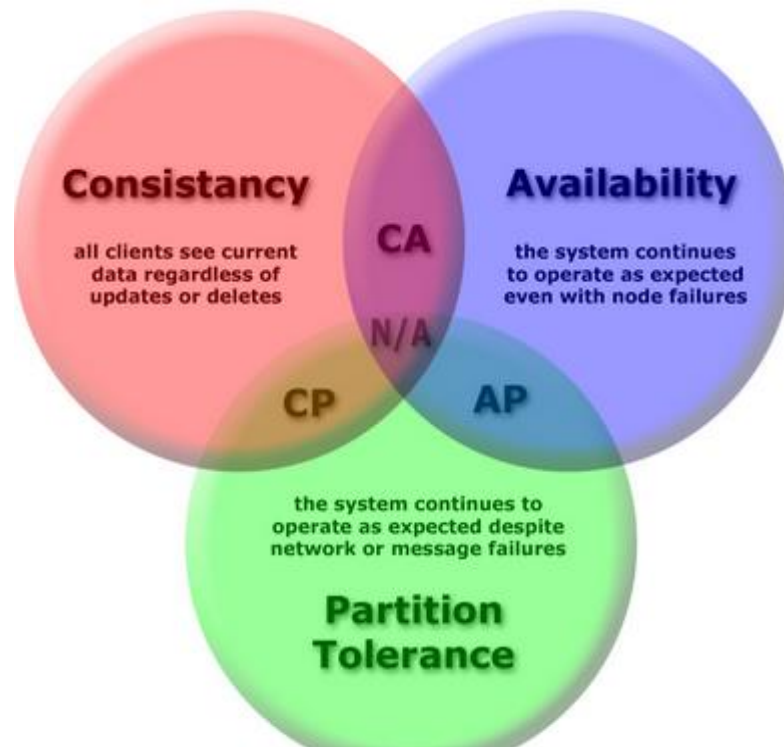 Consistancy
all clients see current
data regardless of
updates or deletes
Availability
the system continues
to operate as expected
even with node failures
CA
N/A
CP
AP
the system continues to
operate as expected despite
network or message failures
Partition
Tolerance